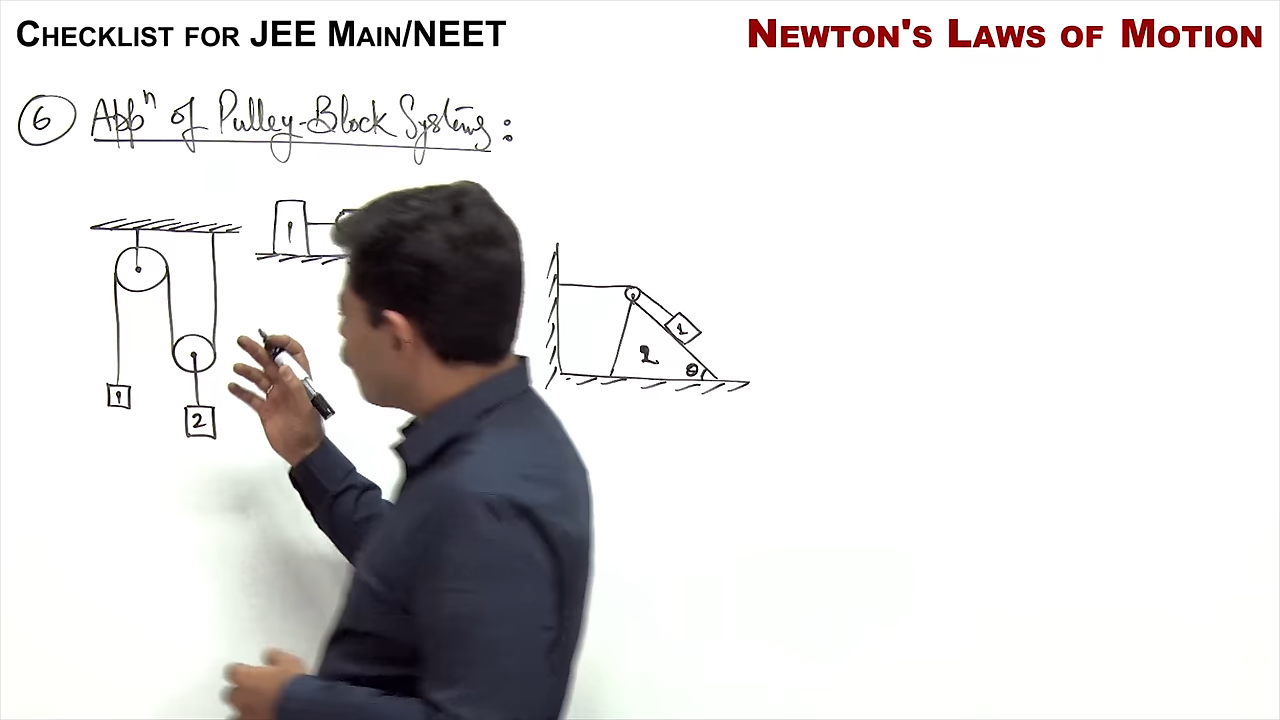 CHECKLIST FOR JEE MAIN/NEET
NEWTON'S LAWS OF MOTION
6 Appⁿ of Pulley-Block Systems:
1
1
2
2
θ